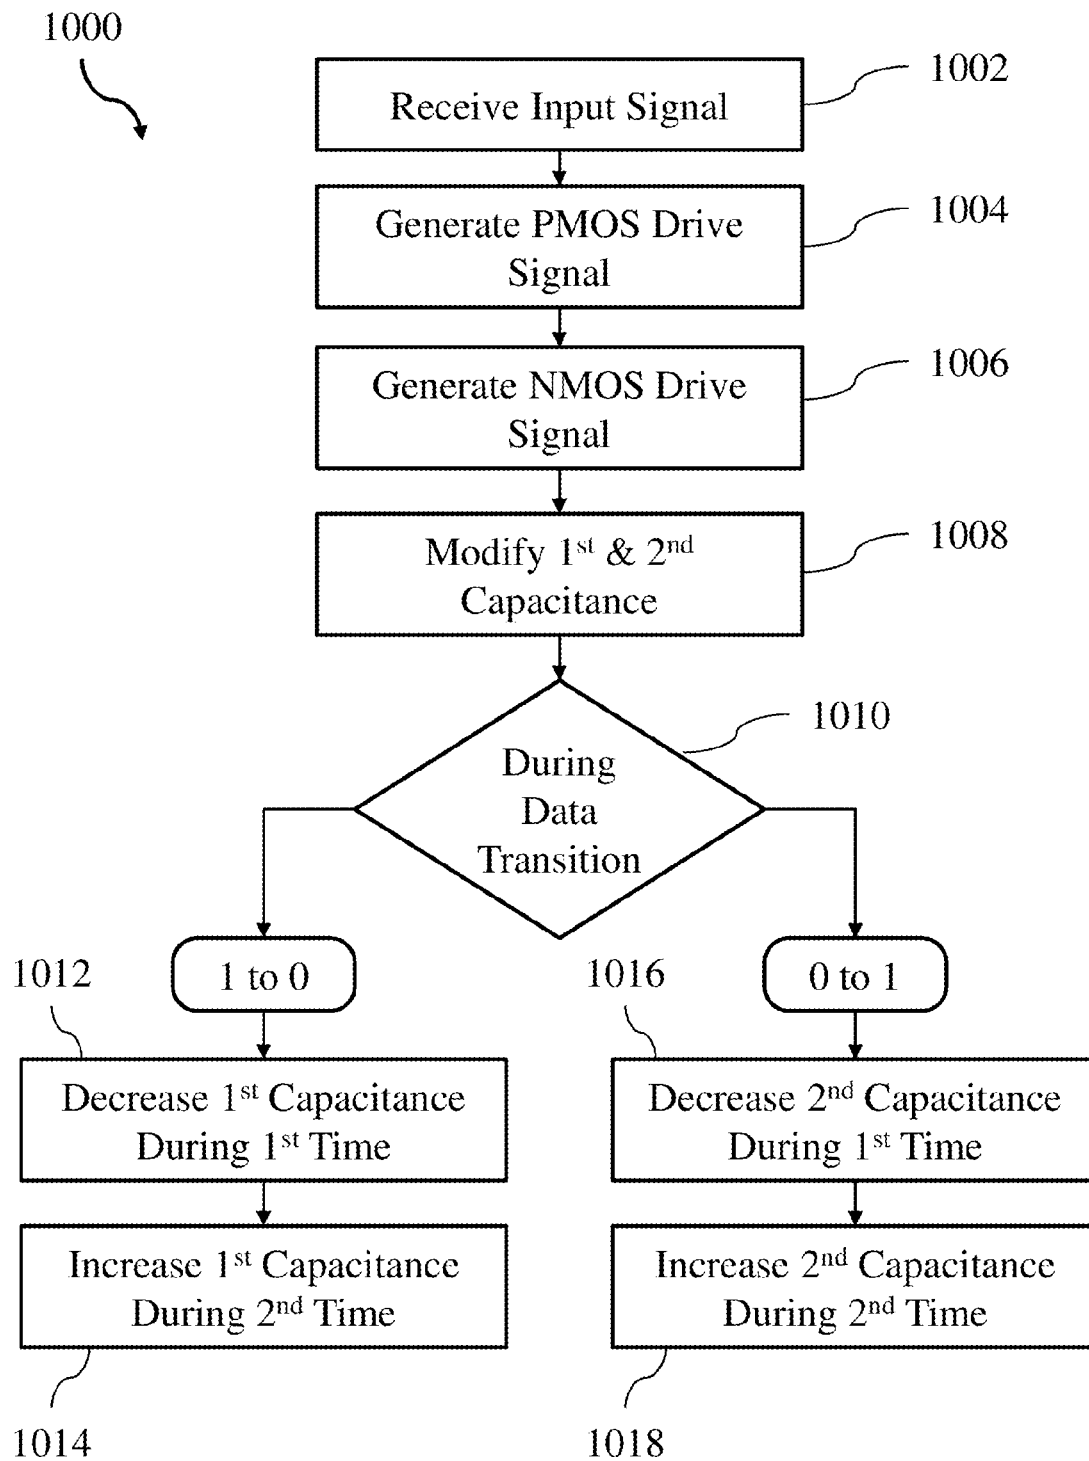 1000
Receive Input Signal
1002
Generate PMOS Drive
Signal
1004
Generate NMOS Drive
Signal
1006
Modify 1st & 2nd
Capacitance
1008
During
Data
Transition
1010
1 to 0
1012
Decrease 1st Capacitance
During 1st Time
Increase 1st Capacitance
During 2nd Time
1014
0 to 1
1016
Decrease 2nd Capacitance
During 1st Time
Increase 2nd Capacitance
During 2nd Time
1018